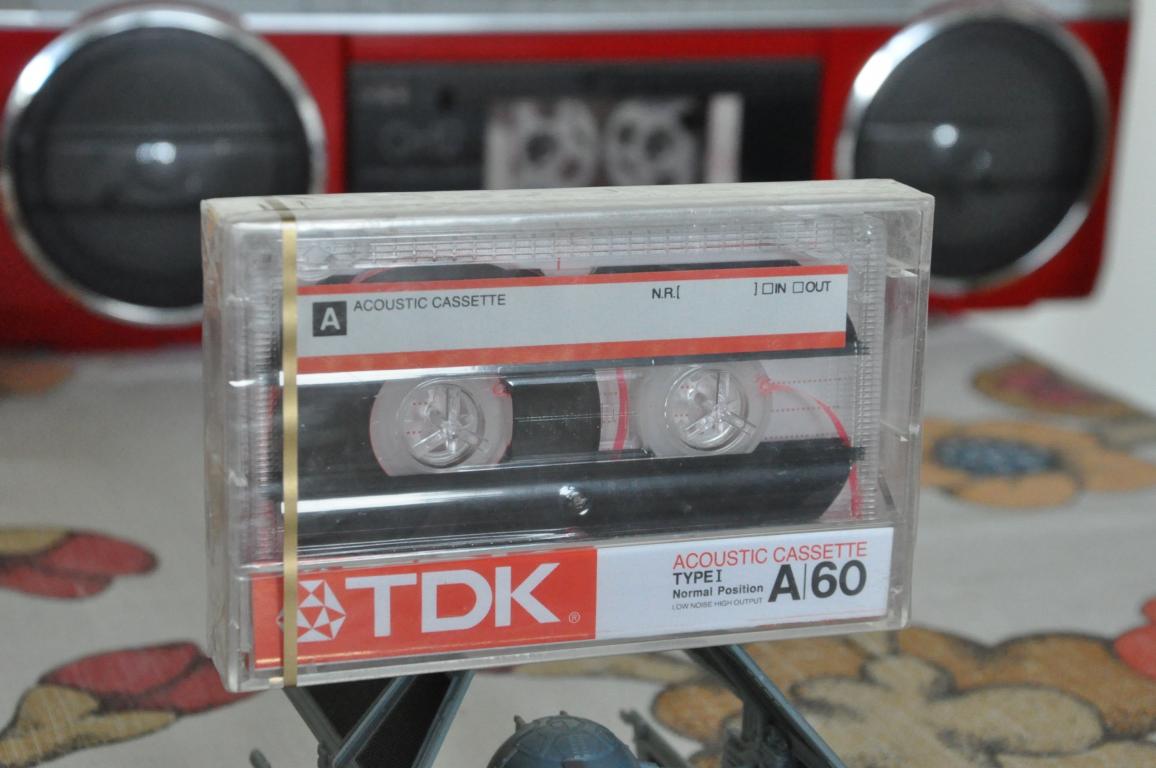 A ACOUSTIC CASSETTE N.R.[ ] □IN □OUT
TDK®
ACOUSTIC CASSETTE
TYPE I
Normal Position A|60
LOW NOISE HIGH OUTPUT